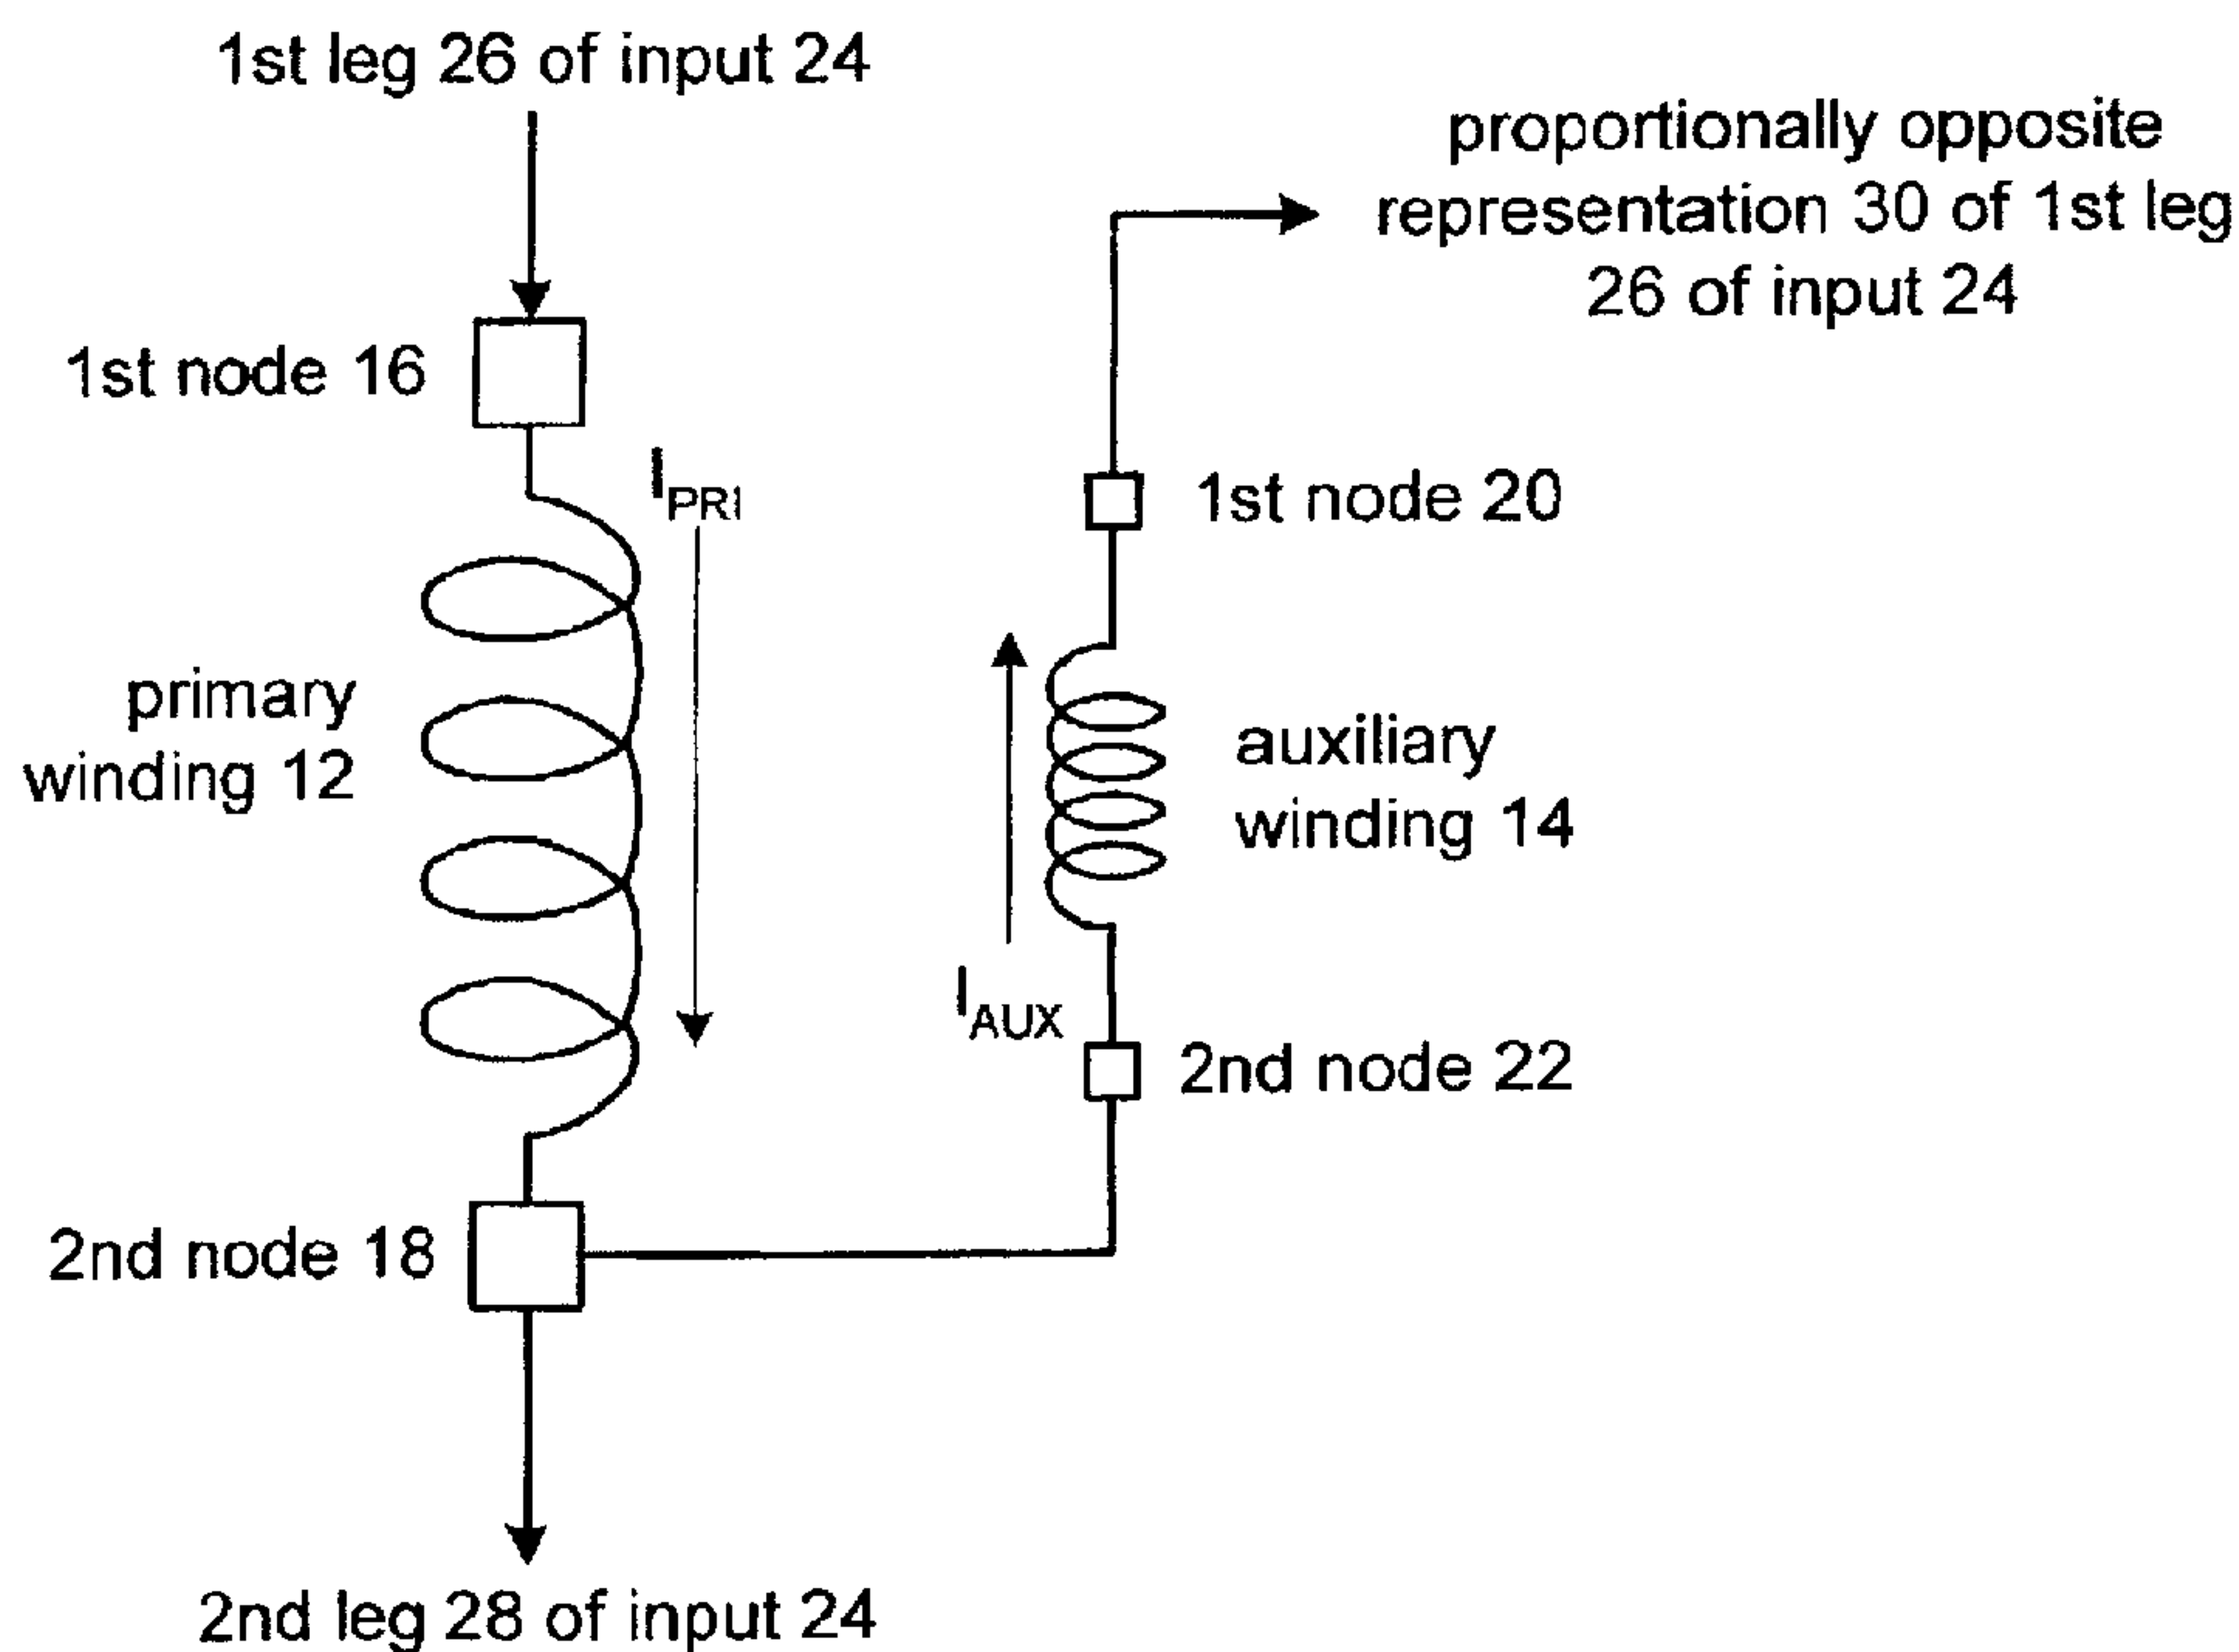 1st leg 26 of input 24
proportionally opposite
representation 30 of 1st leg
26 of input 24
1st node 16
I_PRI
1st node 20
primary
winding 12
auxiliary
winding 14
I_AUX
2nd node 22
2nd node 18
2nd leg 28 of input 24